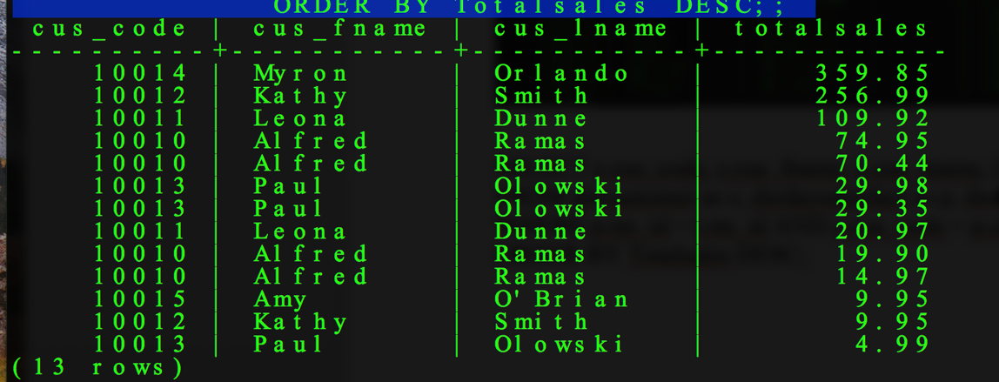 ORDER BY Totalsales DESC;;
cus_code | cus_fname | cus_lname | totalsales
----------+-----------+-----------+-----------
10014 | Myron | Orlando | 359.85
10012 | Kathy | Smith | 256.99
10011 | Leona | Dunne | 109.92
10010 | Alfred | Ramas | 74.95
10010 | Alfred | Ramas | 70.44
10013 | Paul | Olowski | 29.98
10013 | Paul | Olowski | 29.35
10011 | Leona | Dunne | 20.97
10010 | Alfred | Ramas | 19.90
10010 | Alfred | Ramas | 14.97
10015 | Amy | O'Brian | 9.95
10012 | Kathy | Smith | 9.95
10013 | Paul | Olowski | 4.99
(13 rows)